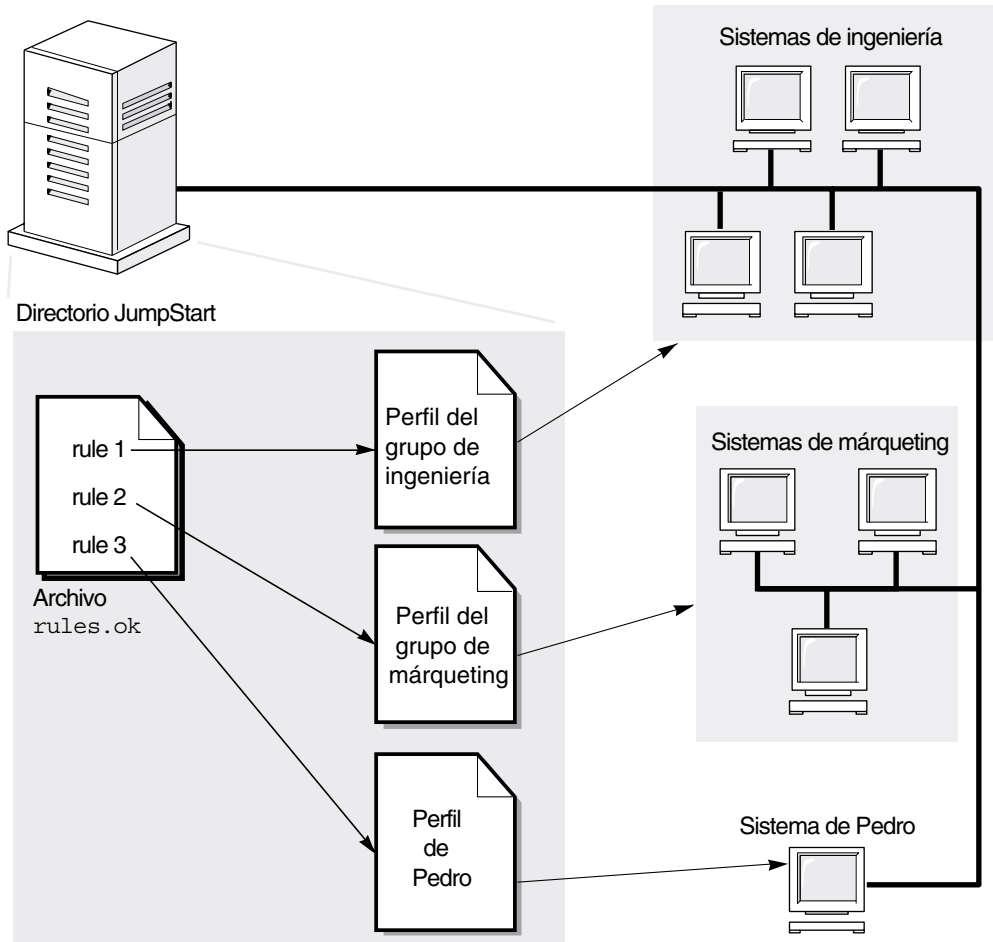 Sistemas de ingeniería
Directorio JumpStart
rule 1
rule 2
rule 3
Archivo
rules.ok
Perfil del
grupo de
ingeniería
Perfil del
grupo de
márqueting
Perfil
de
Pedro
Sistemas de márqueting
Sistema de Pedro